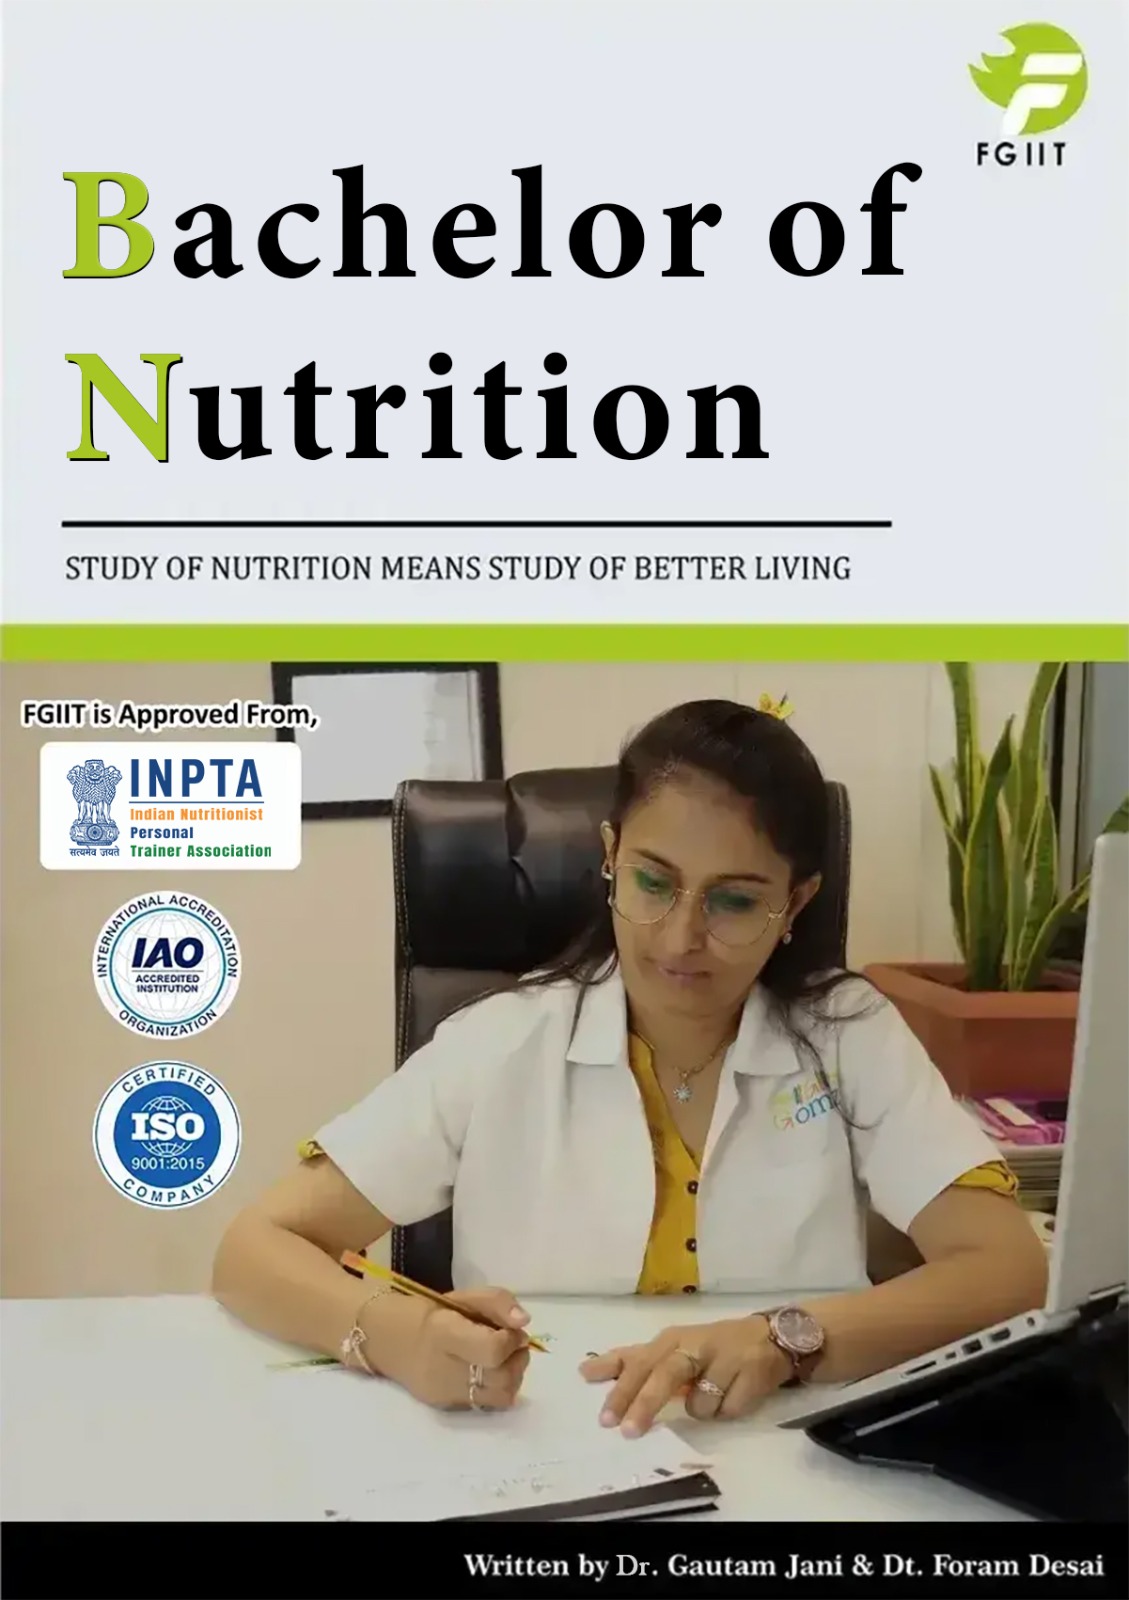 FGIIT
Bachelor of
Nutrition
STUDY OF NUTRITION MEANS STUDY OF BETTER LIVING
FGIIT is Approved From,
INPTA
Indian Nutritionist
Personal
Trainer Association
सत्यमेव जयते
INTERNATIONAL ACCREDITATION
IAO
ACCREDITED
INSTITUTION
ORGANIZATION
CERTIFIED
ISO
9001:2015
COMPANY
Written by Dr. Gautam Jani & Dt. Foram Desai